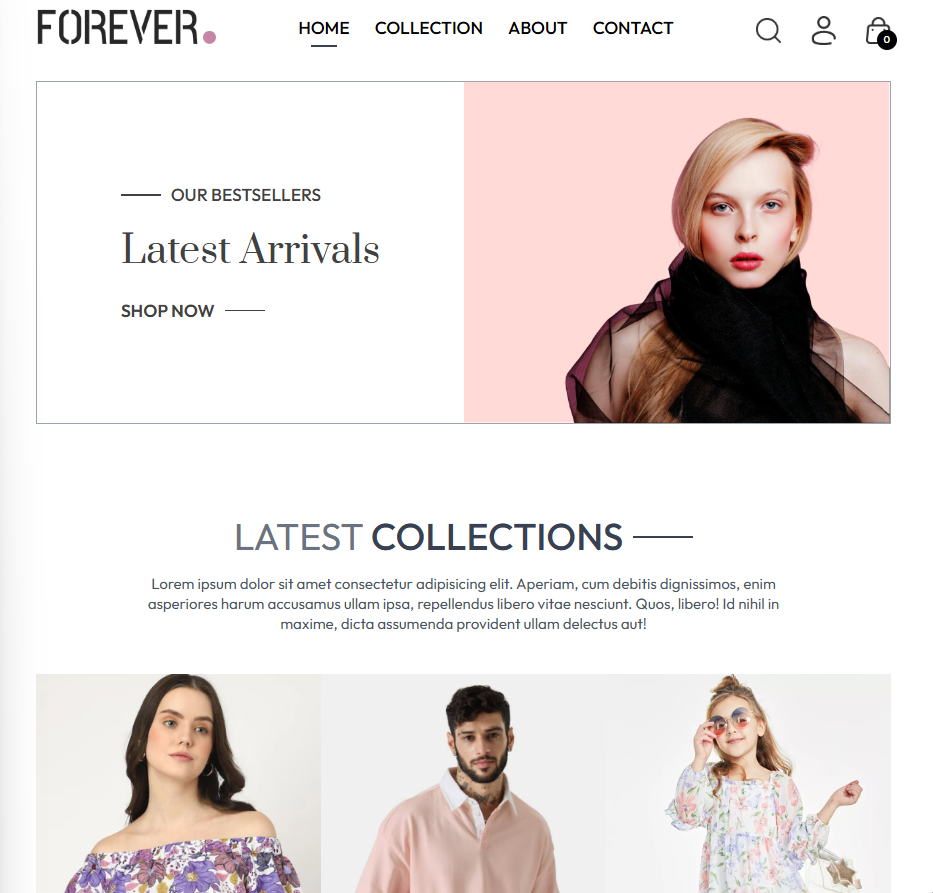 FOREVER.
HOME COLLECTION ABOUT CONTACT
0
OUR BESTSELLERS
Latest Arrivals
SHOP NOW
LATEST COLLECTIONS
Lorem ipsum dolor sit amet consectetur adipisicing elit. Aperiam, cum debitis dignissimos, enim
asperiores harum accusamus ullam ipsa, repellendus libero vitae nesciunt. Quos, libero! Id nihil in
maxime, dicta assumenda provident ullam delectus aut!